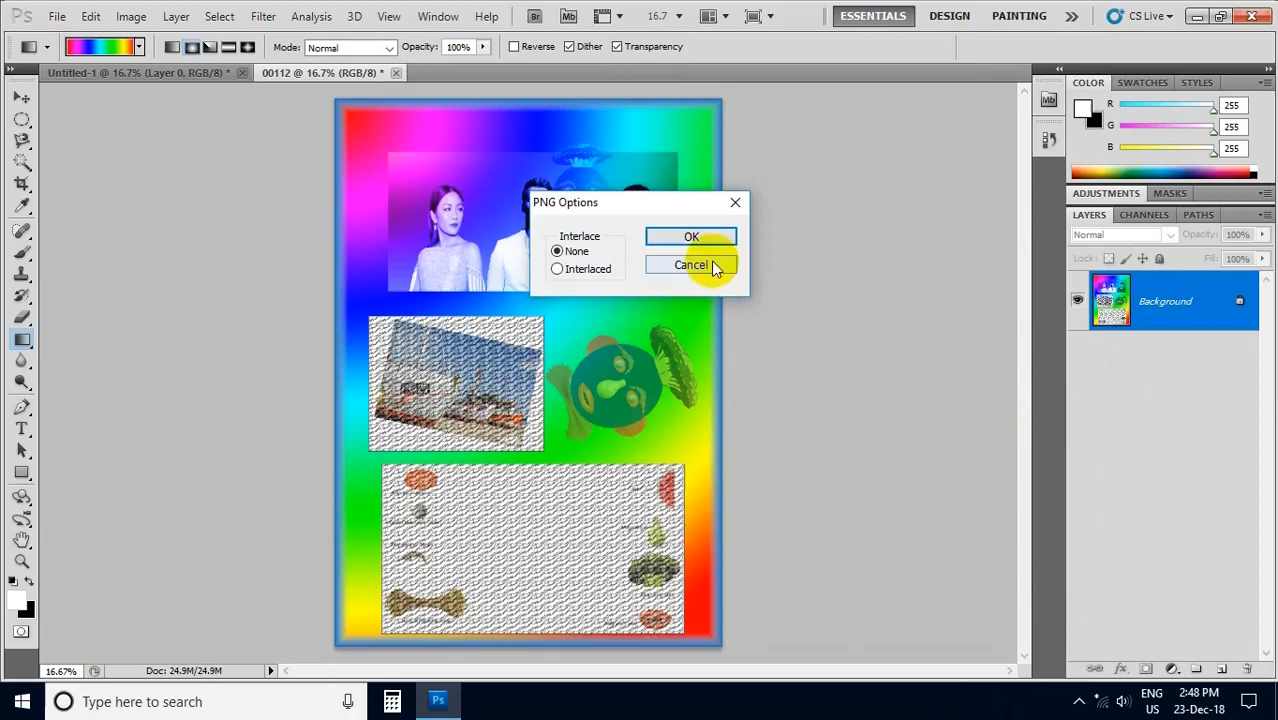 Ps
File
Edit
Image
Layer
Select
Filter
Analysis
3D
View
Window
Help
Br
Mb
16.7
ESSENTIALS
DESIGN
PAINTING
CS Live
Mode:
Normal
Opacity:
100%
Reverse
Dither
Transparency
Untitled-1 @ 16.7% (Layer 0, RGB/8) *
00112 @ 16.7% (RGB/8) *
Mb
COLOR
SWATCHES
STYLES
R
255
G
255
B
255
ADJUSTMENTS
MASKS
LAYERS
CHANNELS
PATHS
Normal
Opacity:
100%
Lock:
Fill:
100%
Background
PNG Options
Interlace
None
Interlaced
OK
Cancel
16.67%
Doc: 24.9M/24.9M
Type here to search
Ps
ENG
US
2:48 PM
23-Dec-18